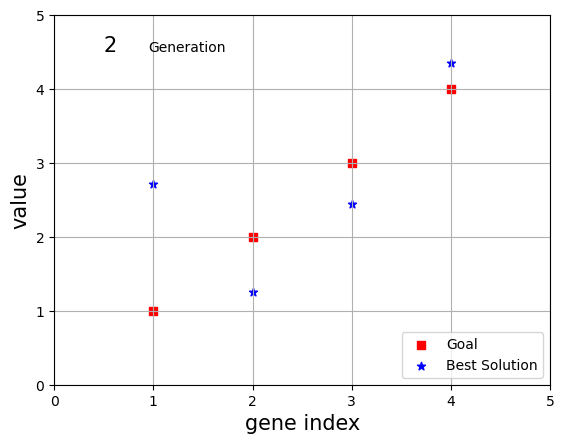 5
2 Generation
4
3
2
1
0
value
0 1 2 3 4 5
gene index
Goal
Best Solution